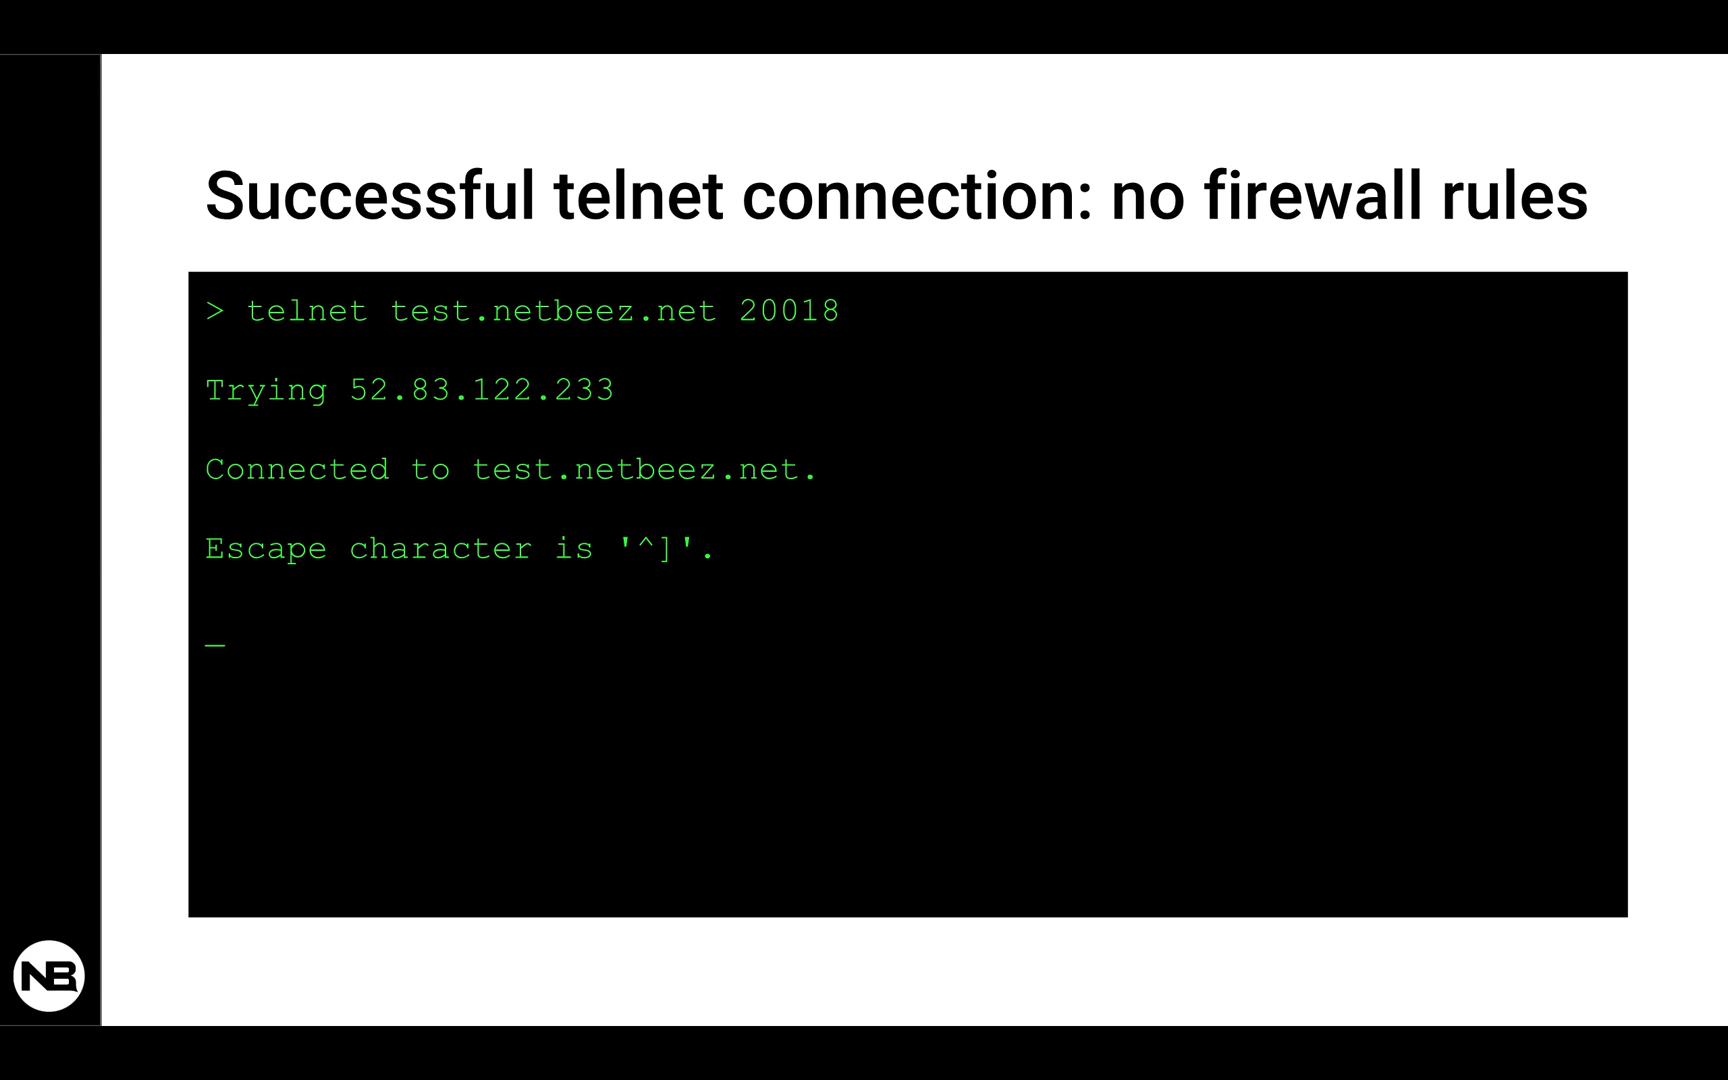 Successful telnet connection: no firewall rules
> telnet test.netbeez.net 20018
Trying 52.83.122.233
Connected to test.netbeez.net.
Escape character is '^]'.
_
NB